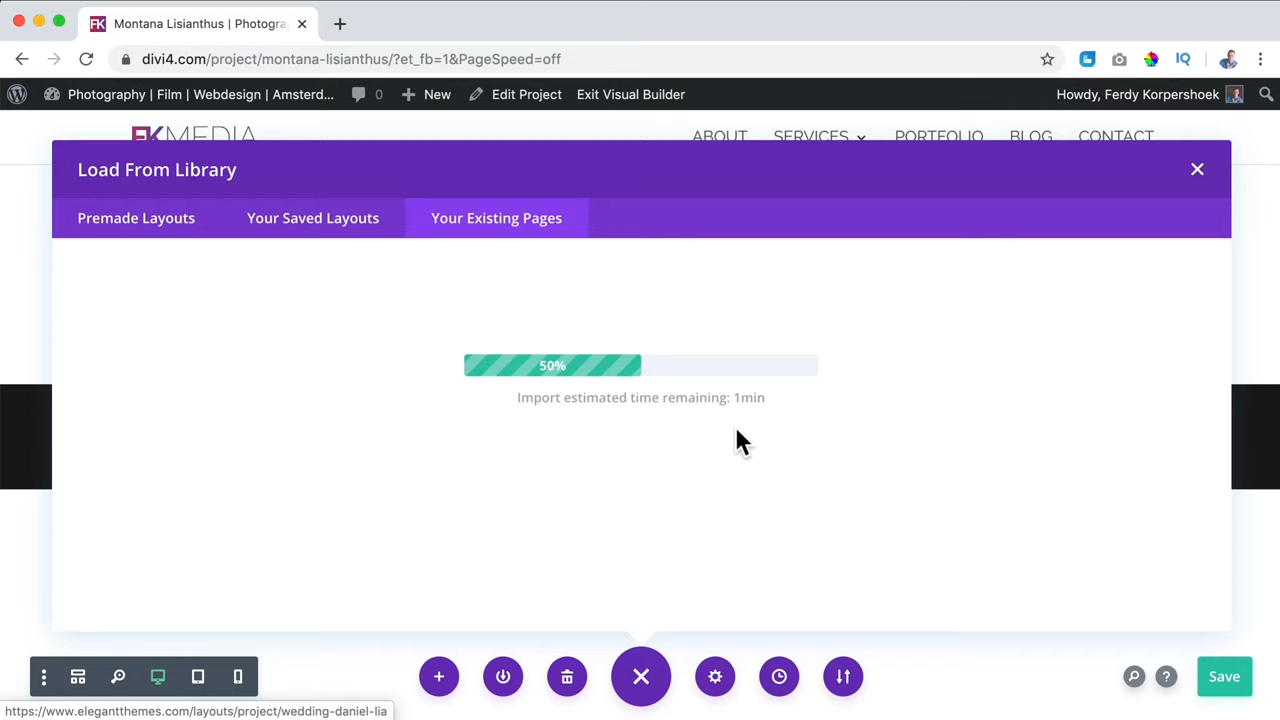 FK Montana Lisianthus | Photogra
divi4.com/project/montana-lisianthus/?et_fb=1&PageSpeed=off
IQ
Photography | Film | Webdesign | Amsterd... 0 New Edit Project Exit Visual Builder Howdy, Ferdy Korpershoek
FKMEDIA ABOUT SERVICES PORTFOLIO BLOG CONTACT
Load From Library
Premade Layouts Your Saved Layouts Your Existing Pages
50%
Import estimated time remaining: 1min
? Save
https://www.elegantthemes.com/layouts/project/wedding-daniel-lia